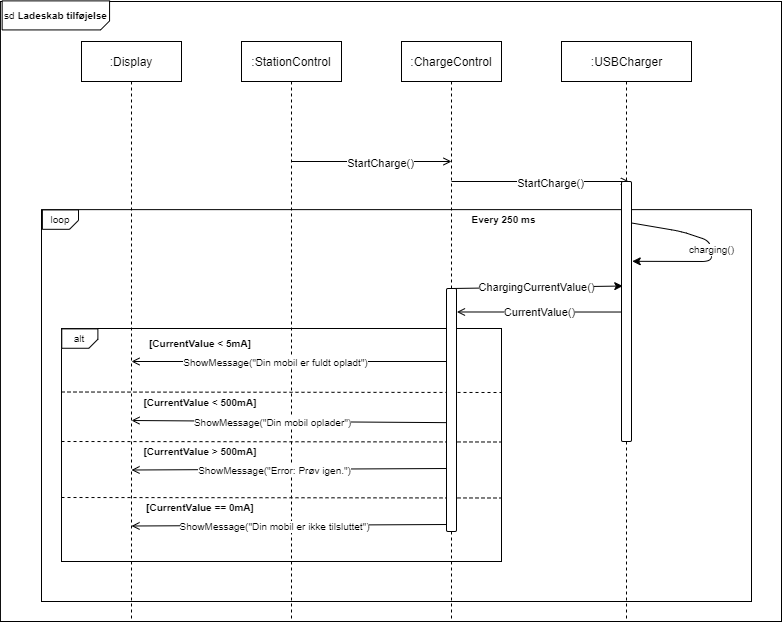 sd Ladeskab tilføjelse
:Display
:StationControl
:ChargeControl
:USBCharger
StartCharge()
StartCharge()
loop
Every 250 ms
charging()
ChargingCurrentValue()
CurrentValue()
alt
[CurrentValue < 5mA]
ShowMessage("Din mobil er fuldt opladt")
[CurrentValue < 500mA]
ShowMessage("Din mobil oplader")
[CurrentValue > 500mA]
ShowMessage("Error: Prøv igen.")
[CurrentValue == 0mA]
ShowMessage("Din mobil er ikke tilsluttet")